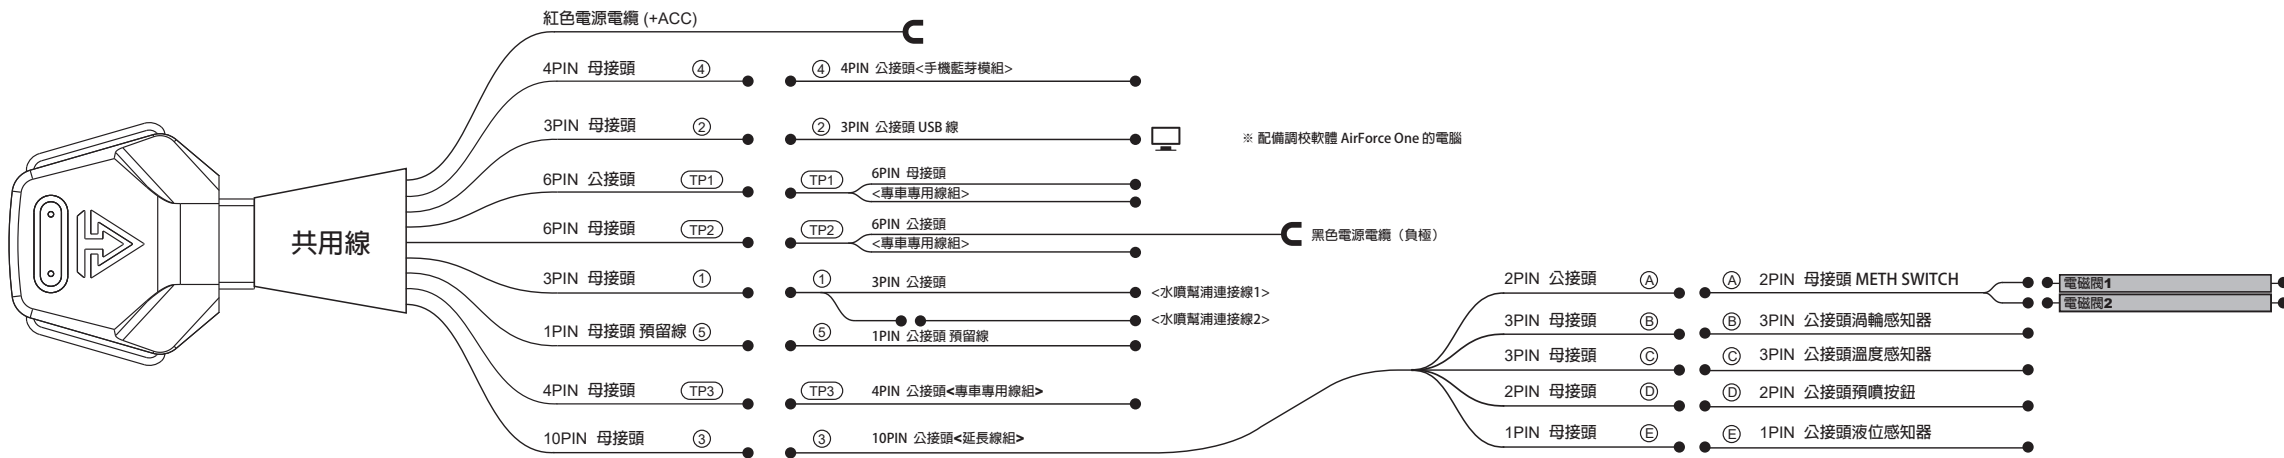 紅色電源電纜 (+ACC)
4PIN 母接頭 ④
④ 4PIN 公接頭<手機藍芽模組>
3PIN 母接頭 ②
② 3PIN 公接頭 USB 線
※ 配備調校軟體 AirForce One 的電腦
6PIN 公接頭 TP1
TP1 6PIN 母接頭
<專車專用線組>
6PIN 母接頭 TP2
TP2 6PIN 公接頭
<專車專用線組>
黑色電源電纜（負極）
共用線
3PIN 母接頭 ①
① 3PIN 公接頭
<水噴幫浦連接線1>
<水噴幫浦連接線2>
1PIN 母接頭 預留線 ⑤
⑤ 1PIN 公接頭 預留線
4PIN 母接頭 TP3
TP3 4PIN 公接頭<專車專用線組>
10PIN 母接頭 ③
③ 10PIN 公接頭<延長線組>
2PIN 公接頭 Ⓐ
Ⓐ 2PIN 母接頭 METH SWITCH
電磁閥1
電磁閥2
3PIN 母接頭 Ⓑ
Ⓑ 3PIN 公接頭渦輪感知器
3PIN 母接頭 Ⓒ
Ⓒ 3PIN 公接頭溫度感知器
2PIN 母接頭 Ⓓ
Ⓓ 2PIN 公接頭預噴按鈕
1PIN 母接頭 Ⓔ
Ⓔ 1PIN 公接頭液位感知器